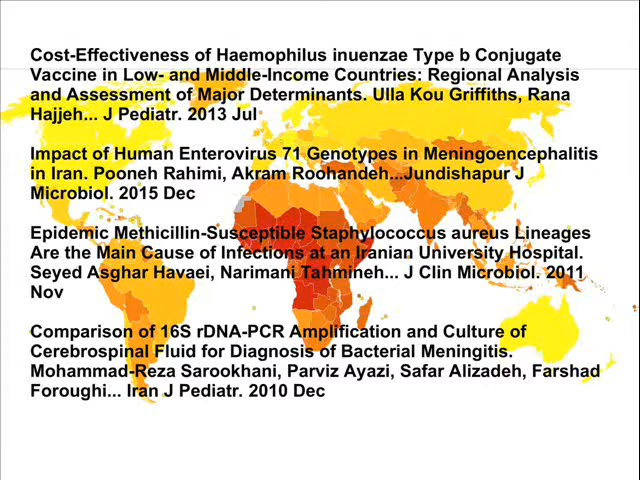 Cost-Effectiveness of Haemophilus inuenzae Type b Conjugate
Vaccine in Low- and Middle-Income Countries: Regional Analysis
and Assessment of Major Determinants. Ulla Kou Griffiths, Rana
Hajjeh... J Pediatr. 2013 Jul
Impact of Human Enterovirus 71 Genotypes in Meningoencephalitis
in Iran. Pooneh Rahimi, Akram Roohandeh...Jundishapur J
Microbiol. 2015 Dec
Epidemic Methicillin-Susceptible Staphylococcus aureus Lineages
Are the Main Cause of Infections at an Iranian University Hospital.
Seyed Asghar Havaei, Narimani Tahmineh... J Clin Microbiol. 2011
Nov
Comparison of 16S rDNA-PCR Amplification and Culture of
Cerebrospinal Fluid for Diagnosis of Bacterial Meningitis.
Mohammad-Reza Sarookhani, Parviz Ayazi, Safar Alizadeh, Farshad
Foroughi... Iran J Pediatr. 2010 Dec